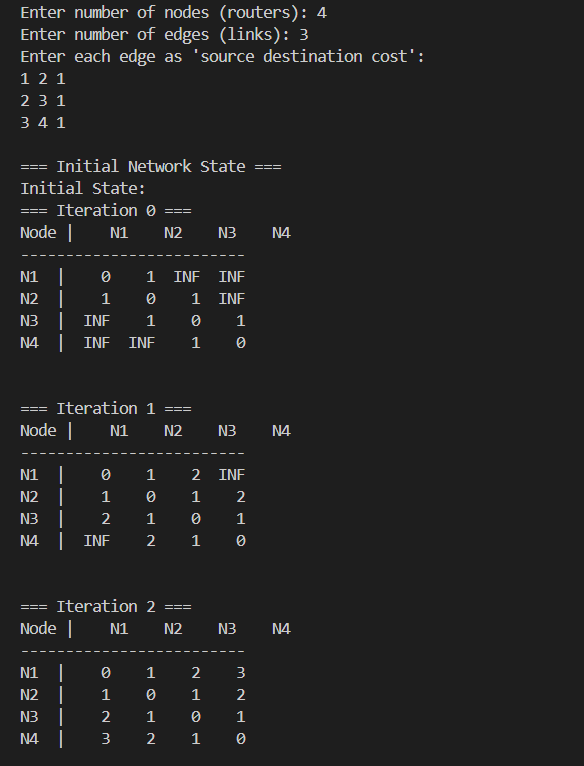 Enter number of nodes (routers): 4
Enter number of edges (links): 3
Enter each edge as 'source destination cost':
1 2 1
2 3 1
3 4 1
=== Initial Network State ===
Initial State:
=== Iteration 0 ===
Node |    N1    N2    N3    N4
-------------------------
N1  |    0    1  INF  INF
N2  |    1    0    1  INF
N3  |  INF    1    0    1
N4  |  INF  INF    1    0
=== Iteration 1 ===
Node |    N1    N2    N3    N4
-------------------------
N1  |    0    1    2  INF
N2  |    1    0    1    2
N3  |    2    1    0    1
N4  |  INF    2    1    0
=== Iteration 2 ===
Node |    N1    N2    N3    N4
-------------------------
N1  |    0    1    2    3
N2  |    1    0    1    2
N3  |    2    1    0    1
N4  |    3    2    1    0